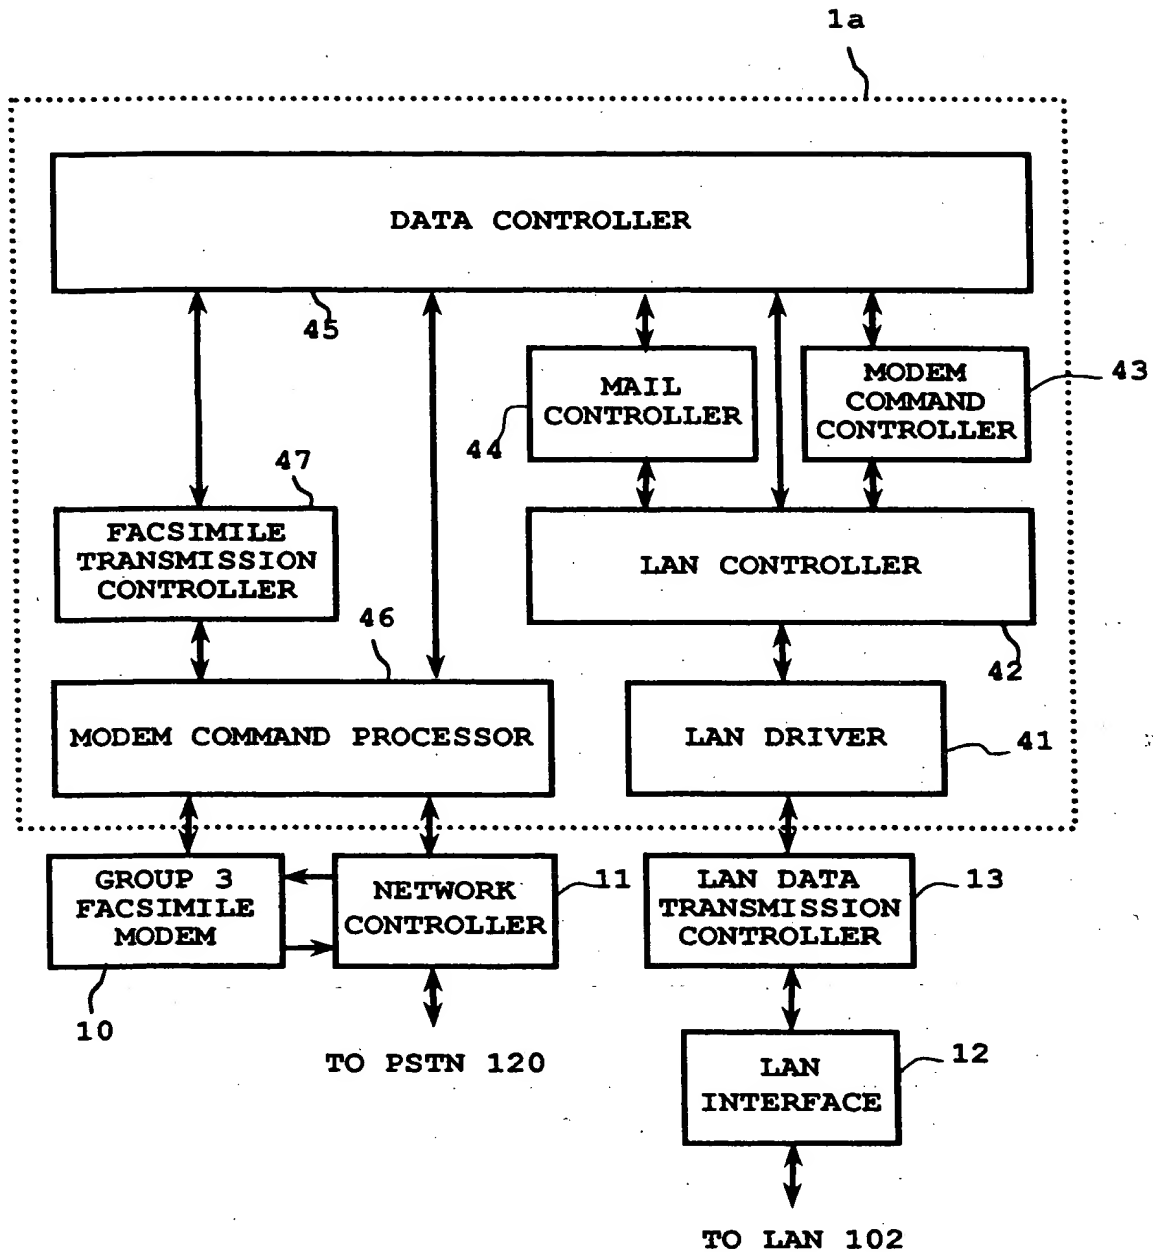 1a
DATA CONTROLLER
45
MAIL
CONTROLLER
44
MODEM
COMMAND
CONTROLLER
43
47
FACSIMILE
TRANSMISSION
CONTROLLER
LAN CONTROLLER
42
46
MODEM COMMAND PROCESSOR
LAN DRIVER
41
GROUP 3
FACSIMILE
MODEM
10
NETWORK
CONTROLLER
11
LAN DATA
TRANSMISSION
CONTROLLER
13
TO PSTN 120
LAN
INTERFACE
12
TO LAN 102